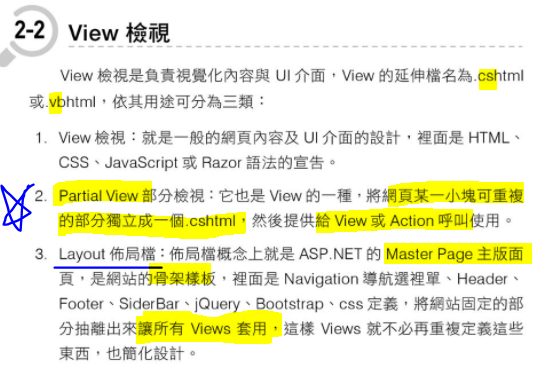 2-2 View 檢視
View 檢視是負責視覺化內容與 UI 介面,View 的延伸檔名為.cshtml
或.vbhtml,依其用途可分為三類:
1. View 檢視:就是一般的網頁內容及 UI 介面的設計,裡面是 HTML、
CSS、JavaScript 或 Razor 語法的宣告。
2. Partial View 部分檢視:它也是 View 的一種,將網頁某一小塊可重複
的部分獨立成一個.cshtml,然後提供給 View 或 Action 呼叫使用。
3. Layout 佈局檔:佈局檔概念上就是 ASP.NET 的 Master Page 主版面
頁,是網站的骨架樣板,裡面是 Navigation 導航選裡單、Header、
Footer、SiderBar、jQuery、Bootstrap、css 定義,將網站固定的部
分抽離出來讓所有 Views 套用,這樣 Views 就不必再重複定義這些
東西,也簡化設計。